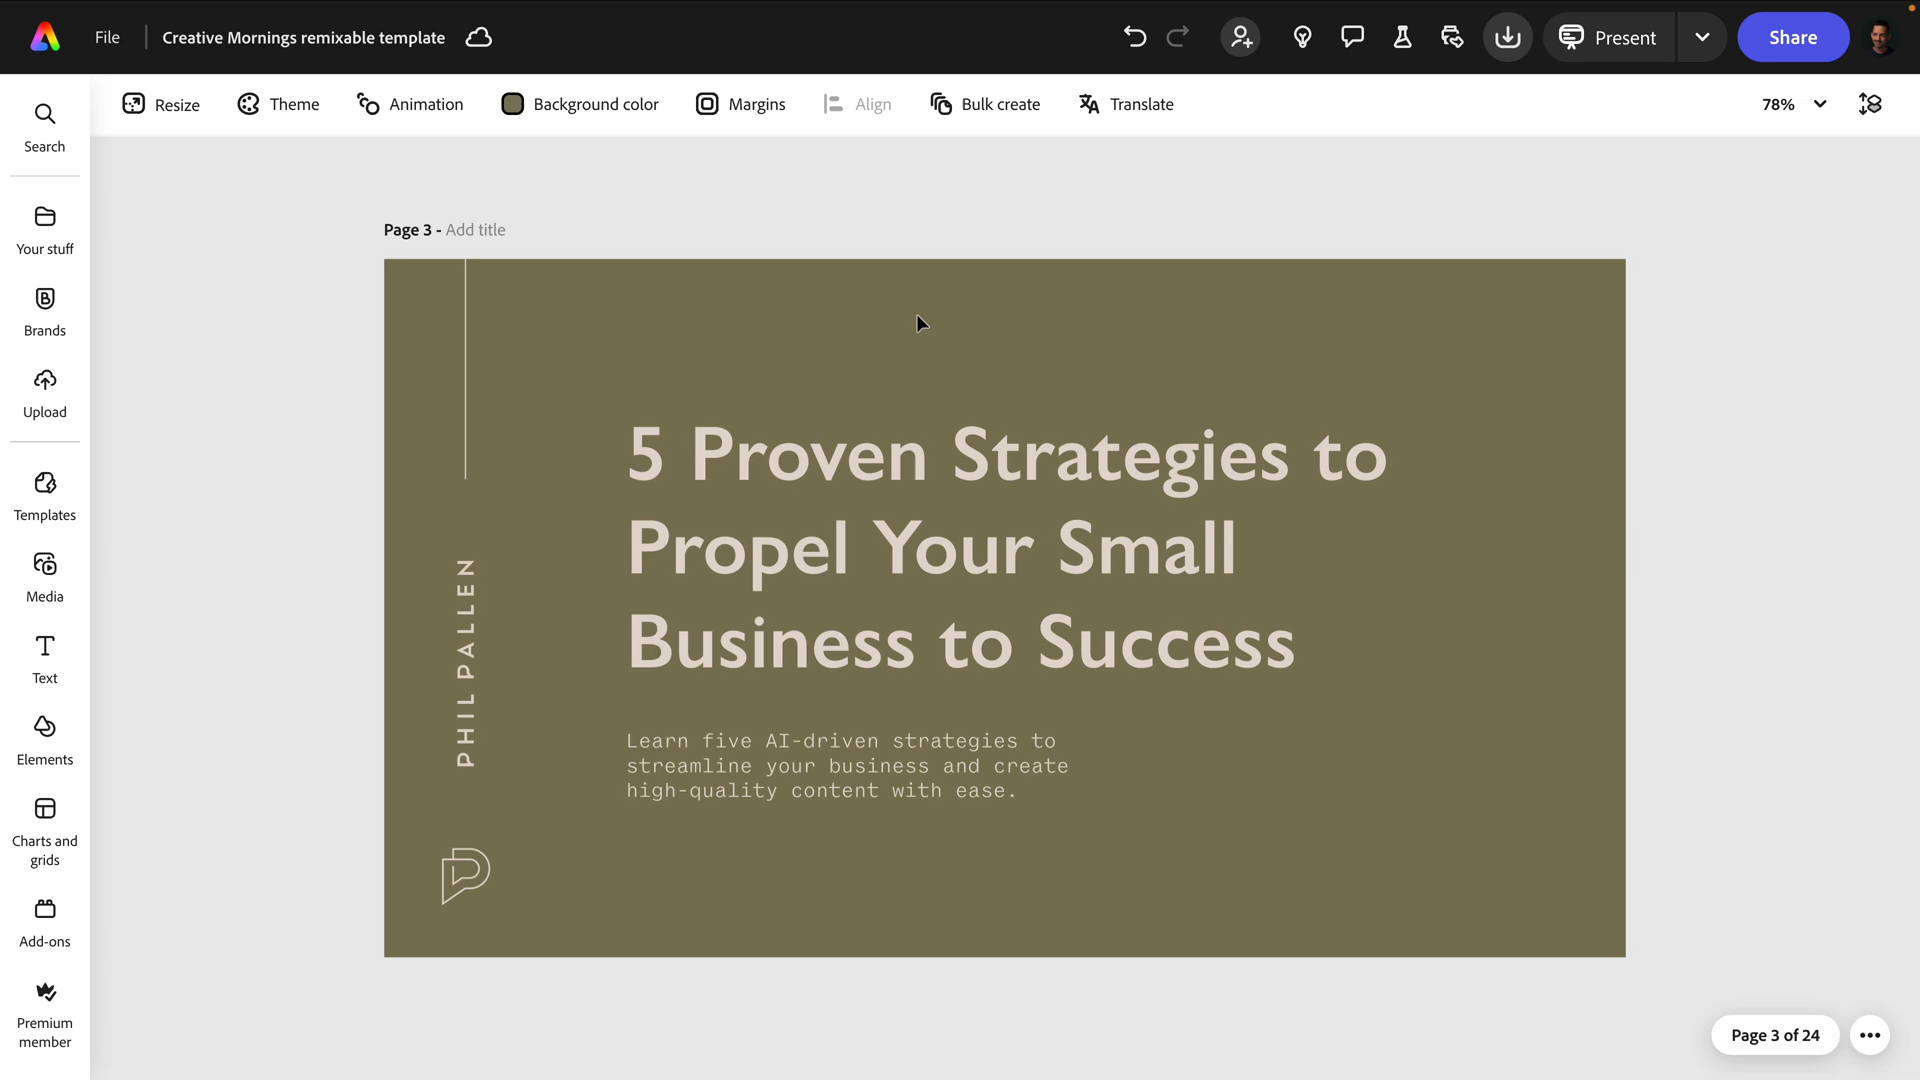 File
Creative Mornings remixable template
Present
Share
Resize
Theme
Animation
Background color
Margins
Align
Bulk create
Translate
78%
Search
Your stuff
Brands
Upload
Templates
Media
Text
Elements
Charts and
grids
Add-ons
Premium
member
Page 3 - Add title
PHIL PALLEN
5 Proven Strategies to
Propel Your Small
Business to Success
Learn five AI-driven strategies to
streamline your business and create
high-quality content with ease.
Page 3 of 24